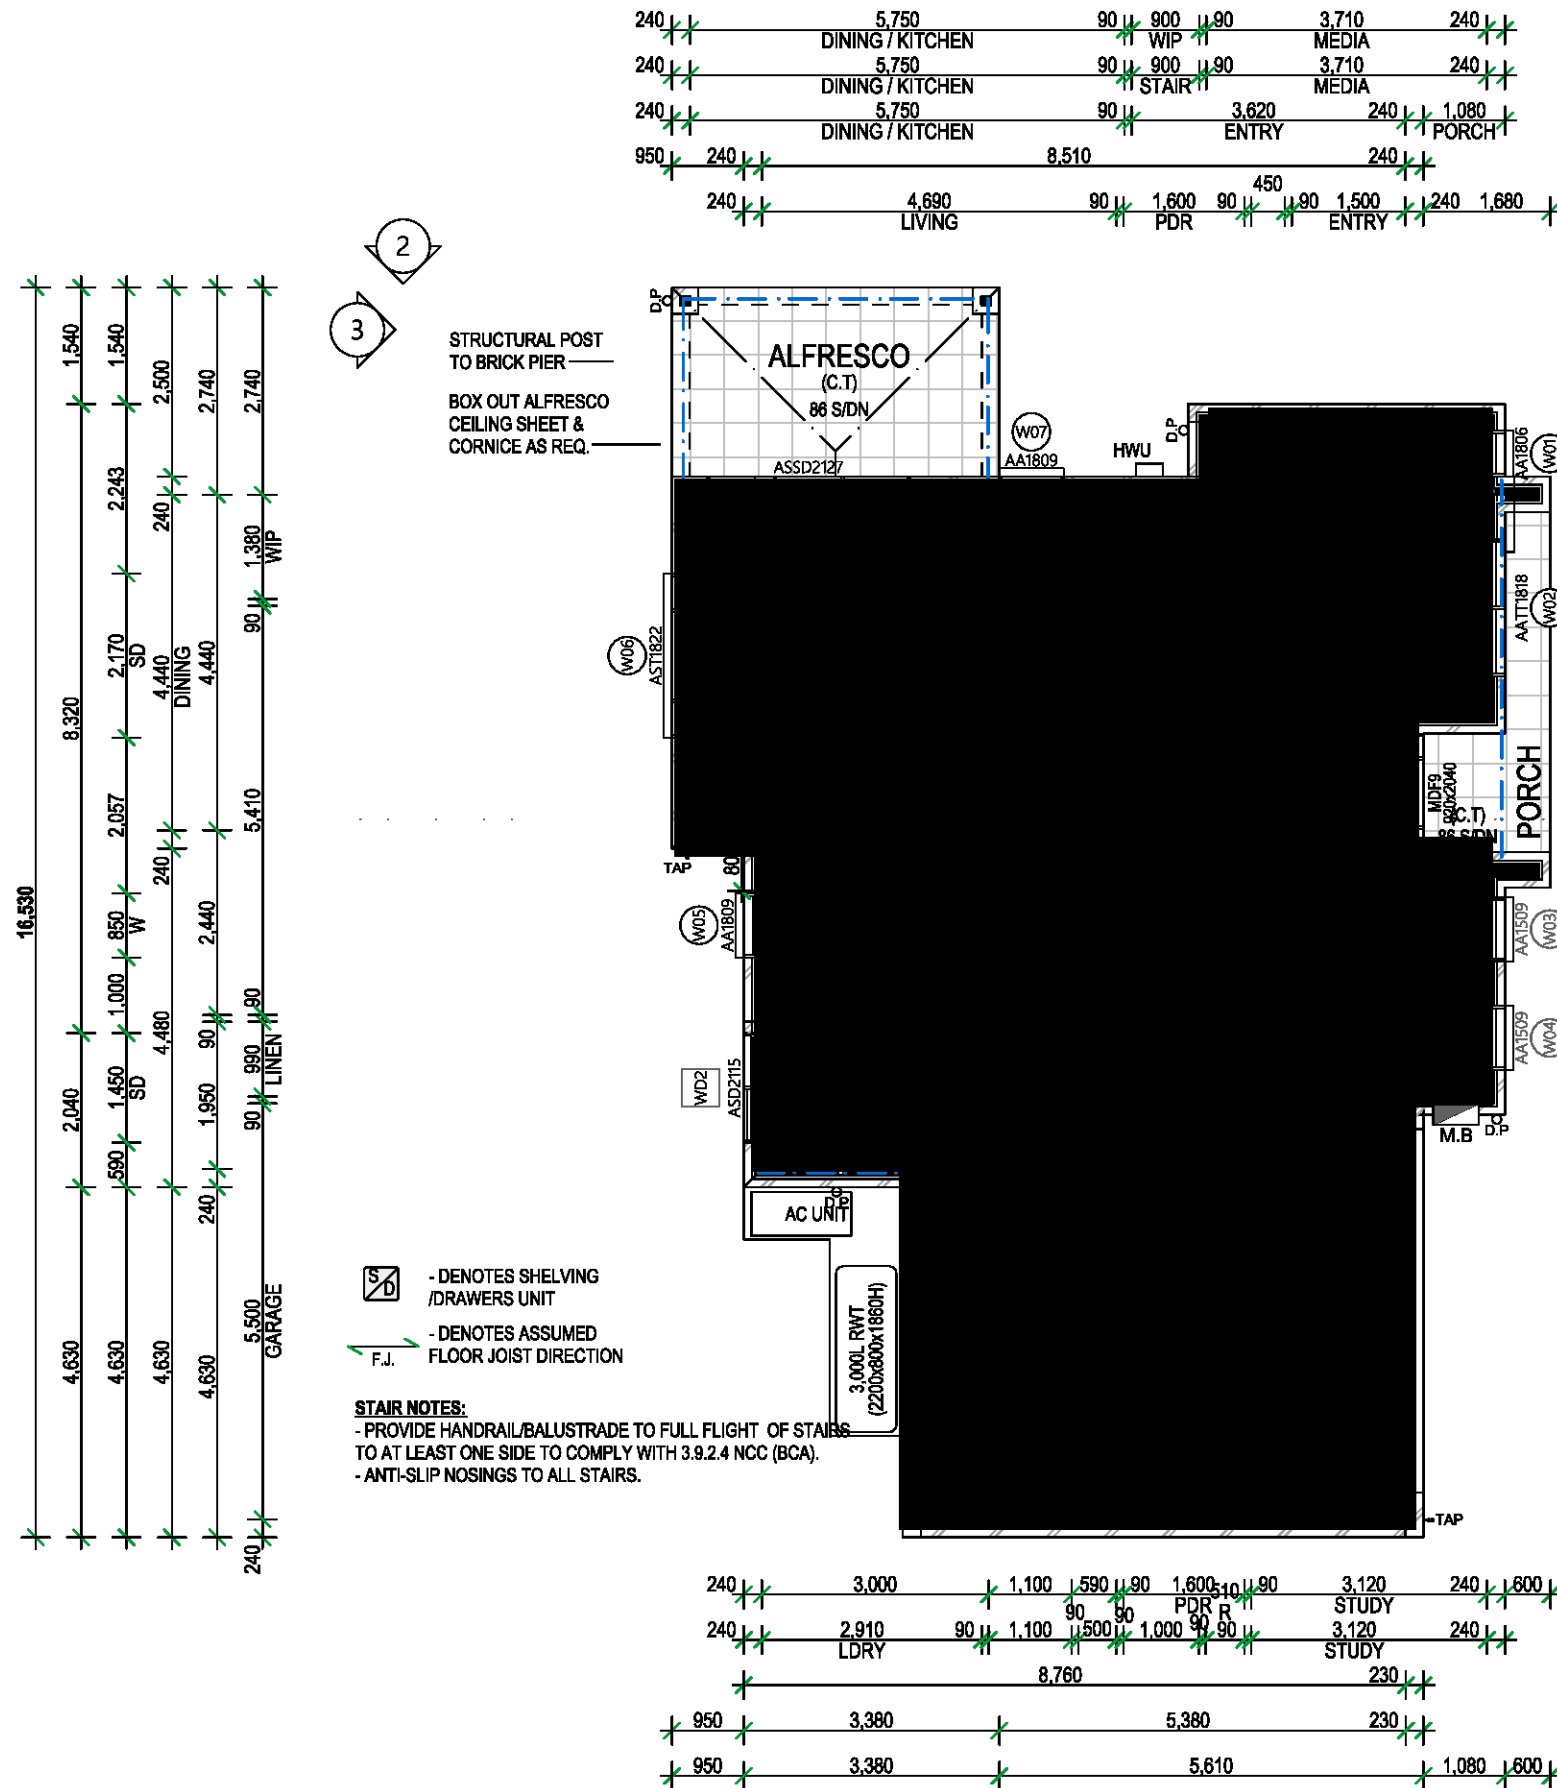 240 5,750 90 900 90 3,710 240
DINING / KITCHEN WIP MEDIA
240 5,750 90 900 90 3,710 240
DINING / KITCHEN STAIR MEDIA
240 5,750 90 3,620 240 1,080
DINING / KITCHEN ENTRY PORCH
950 240 8,510 240
450
240 4,690 90 1,600 90 90 1,500 240 1,680
LIVING PDR ENTRY
2
3
STRUCTURAL POST
TO BRICK PIER
BOX OUT ALFRESCO
CEILING SHEET &
CORNICE AS REQ.
D.P
ALFRESCO
(C.T)
86 S/DN
ASSD2127
W07
AA1809
HWU
D.P
AA1806
W01
AATT1818
W02
W06
AST1822
MDF9
920x2040
(C.T)
86 S/DN
PORCH
TAP
80
W05
AA1809
AA1509
W03
AA1509
W04
WD2
ASD2115
M.B
D.P
D.P
AC UNIT
3,000L RWT
(2200x800x1860H)
TAP
16,530
1,540
8,320
2,040
4,630
1,540
2,243
2,170
SD
2,057
850
W
1,000
1,450
SD
590
4,630
2,500
240
4,440
DINING
240
4,480
4,630
2,740
4,440
2,440
90
1,950
240
4,630
2,740
1,380
WIP
90
5,410
90
990
LINEN
90
5,500
GARAGE
240
S/D
- DENOTES SHELVING
/DRAWERS UNIT
F.J.
- DENOTES ASSUMED
FLOOR JOIST DIRECTION
STAIR NOTES:
- PROVIDE HANDRAIL/BALUSTRADE TO FULL FLIGHT OF STAIRS
TO AT LEAST ONE SIDE TO COMPLY WITH 3.9.2.4 NCC (BCA).
- ANTI-SLIP NOSINGS TO ALL STAIRS.
240 3,000 1,100 590 90 1,600 510 90 3,120 240 600
PDR R STUDY
90 90 90
240 2,910 90 1,100 500 1,000 90 3,120 240
LDRY STUDY
8,760 230
950 3,380 5,380 230
950 3,380 5,610 1,080 600